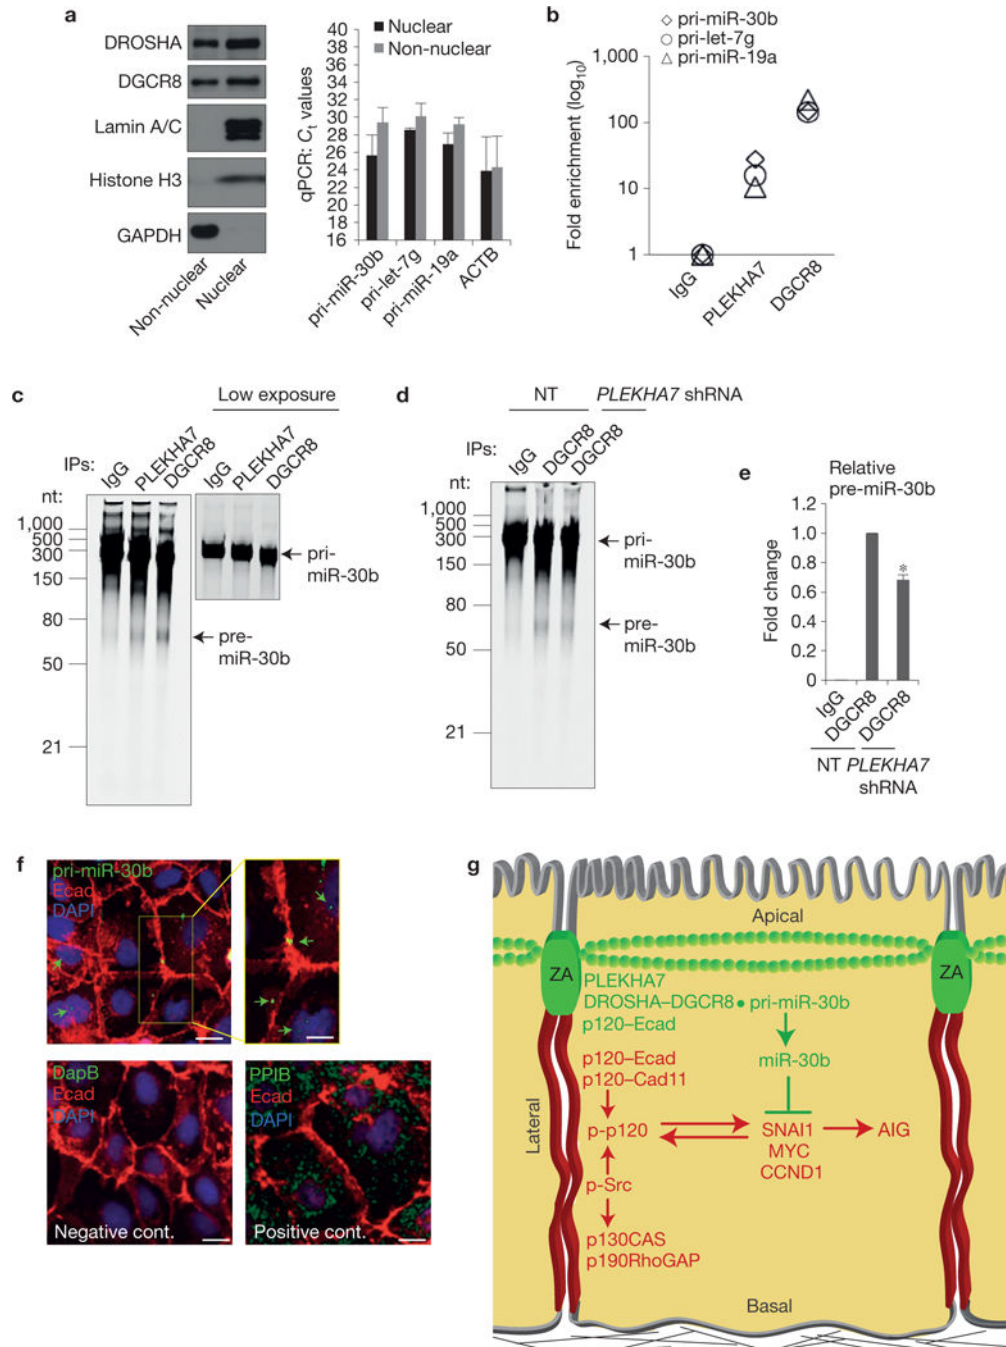 a
DROSHA
DGCR8
Lamin A/C
Histone H3
GAPDH
Non-nuclear
Nuclear
Nuclear
Non-nuclear
qPCR: Ct values
40
38
36
34
32
30
28
26
24
22
20
18
16
pri-miR-30b
pri-let-7g
pri-miR-19a
ACTB
b
pri-miR-30b
pri-let-7g
pri-miR-19a
Fold enrichment (log10)
1,000
100
10
1
IgG
PLEKHA7
DGCR8
c
Low exposure
IPs:
IgG
PLEKHA7
DGCR8
IgG
PLEKHA7
DGCR8
nt:
1,000
500
300
150
80
50
21
pri-
miR-30b
pre-
miR-30b
d
NT
PLEKHA7 shRNA
IPs:
IgG
DGCR8
DGCR8
nt:
1,000
500
300
150
80
50
21
pri-
miR-30b
pre-
miR-30b
e
Relative
pre-miR-30b
Fold change
1.2
1.0
0.8
0.6
0.4
0.2
0
*
IgG
DGCR8
DGCR8
NT PLEKHA7
shRNA
f
pri-miR-30b
Ecad
DAPI
DapB
Ecad
DAPI
Negative cont.
PPIB
Ecad
DAPI
Positive cont.
g
Apical
ZA
ZA
PLEKHA7
DROSHA–DGCR8 • pri-miR-30b
p120–Ecad
miR-30b
p120–Ecad
p120–Cad11
Lateral
p-p120
SNAI1
MYC
CCND1
AIG
p-Src
p130CAS
p190RhoGAP
Basal